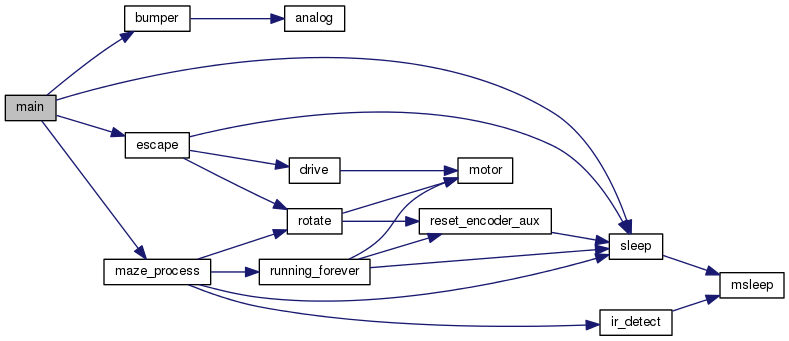 bumper
analog
main
escape
drive
motor
rotate
reset_encoder_aux
sleep
maze_process
running_forever
msleep
ir_detect